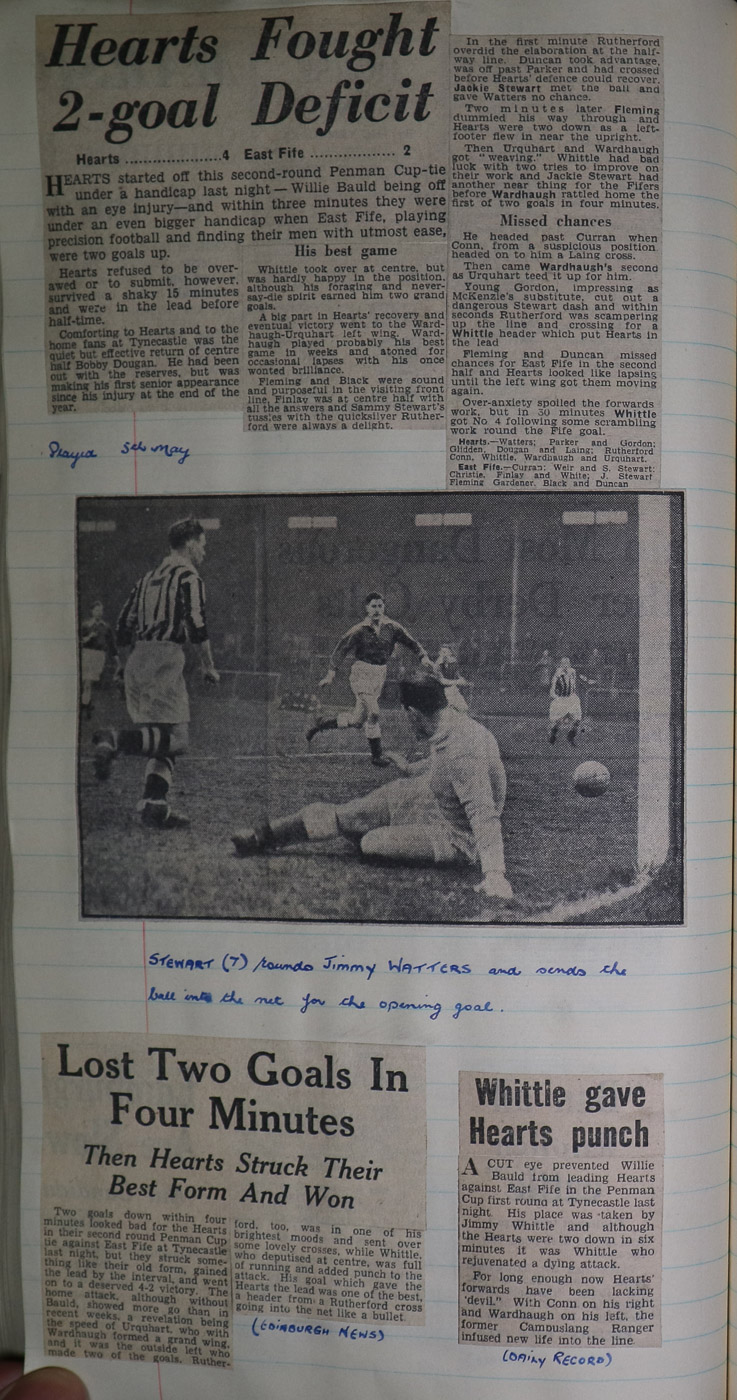 Hearts Fought
2-goal Deficit
Hearts .....................4 East Fife ................. 2
HEARTS started off this second-round Penman Cup-tie
under a handicap last night—Willie Bauld being off
with an eye injury—and within three minutes they were
under an even bigger handicap when East Fife, playing
precision football and finding their men with utmost ease,
were two goals up.
Hearts refused to be over-
awed or to submit, however,
survived a shaky 15 minutes
and were in the lead before
half-time.
Comforting to Hearts and to the
home fans at Tynecastle was the
quiet but effective return of centre
half Bobby Dougan. He had been
out with the reserves, but was
making his first senior appearance
since his injury at the end of the
year.
His best game
Whittle took over at centre, but
was hardly happy in the position,
although his foraging and never-
say-die spirit earned him two grand
goals.
A big part in Hearts' recovery and
eventual victory went to the Ward-
haugh-Urquhart left wing. Ward-
haugh played probably his best
game in weeks and atoned for
occasional lapses with his once
wonted brilliance.
Fleming and Black were sound
and purposeful in the visiting front
line, Finlay was at centre half with
all the answers and Sammy Stewart's
tussles with the quicksilver Ruther-
ford were always a delight.
In the first minute Rutherford
overdid the elaboration at the half-
way line. Duncan took advantage,
was off past Parker and had crossed
before Hearts' defence could recover.
Jackie Stewart met the ball and
gave Watters no chance.
Two minutes later Fleming
dummied his way through and
Hearts were two down as a left-
footer flew in near the upright.
Then Urquhart and Wardhaugh
got "weaving." Whittle had bad
luck with two tries to improve on
their work and Jackie Stewart had
another near thing for the Fifers
before Wardhaugh rattled home the
first of two goals in four minutes.
Missed chances
He headed past Curran when
Conn, from a suspicious position
headed on to him a Laing cross.
Then came Wardhaugh's second
as Urquhart teed it up for him.
Young Gordon, impressing as
McKenzie's substitute, cut out a
dangerous Stewart dash and within
seconds Rutherford was scampering
up the line and crossing for a
Whittle header which put Hearts in
the lead
Fleming and Duncan missed
chances for East Fife in the second
half and Hearts looked like lapsing
until the left wing got them moving
again.
Over-anxiety spoiled the forwards
work, but in 30 minutes Whittle
got No 4 following some scrambling
work round the Fife goal.
Hearts.—Watters; Parker and Gordon;
Glidden, Dougan and Laing; Rutherford
Conn, Whittle, Wardhaugh and Urquhart.
East Fife.—Curran; Weir and S. Stewart;
Christie, Finlay and White; J. Stewart
Fleming Gardener, Black and Duncan
Played 5th May
STEWART (7) rounds Jimmy WATTERS and sends the
ball into the net for the opening goal.
Lost Two Goals In
Four Minutes
Then Hearts Struck Their
Best Form And Won
Two goals down within four
minutes looked bad for the Hearts
in their second round Penman Cup
tie against East Fife at Tynecastle
last night, but they struck some-
thing like their old form, gained
the lead by the interval, and went
on to a deserved 4-2 victory. The
home attack, although without
Bauld, showed more go than in
recent weeks, a revelation being
the speed of Urquhart, who with
Wardhaugh formed a grand wing,
and it was the outside left who
made two of the goals. Ruther-
ford, too, was in one of his
brightest moods and sent over
some lovely crosses, while Whittle,
who deputised at centre, was full
of running and added punch to the
attack. His goal which gave the
Hearts the lead was one of the best,
a header from a Rutherford cross
going into the net like a bullet.
(EDINBURGH NEWS)
Whittle gave
Hearts punch
A CUT eye prevented Willie
Bauld from leading Hearts
against East Fife in the Penman
Cup first round at Tynecastle last
night. His place was taken by
Jimmy Whittle and although
the Hearts were two down in six
minutes it was Whittle who
rejuvenated a dying attack.
For long enough now Hearts'
forwards have been lacking
"devil." With Conn on his right
and Wardhaugh on his left, the
former Camouslang Ranger
infused new life into the line
(DAILY RECORD)